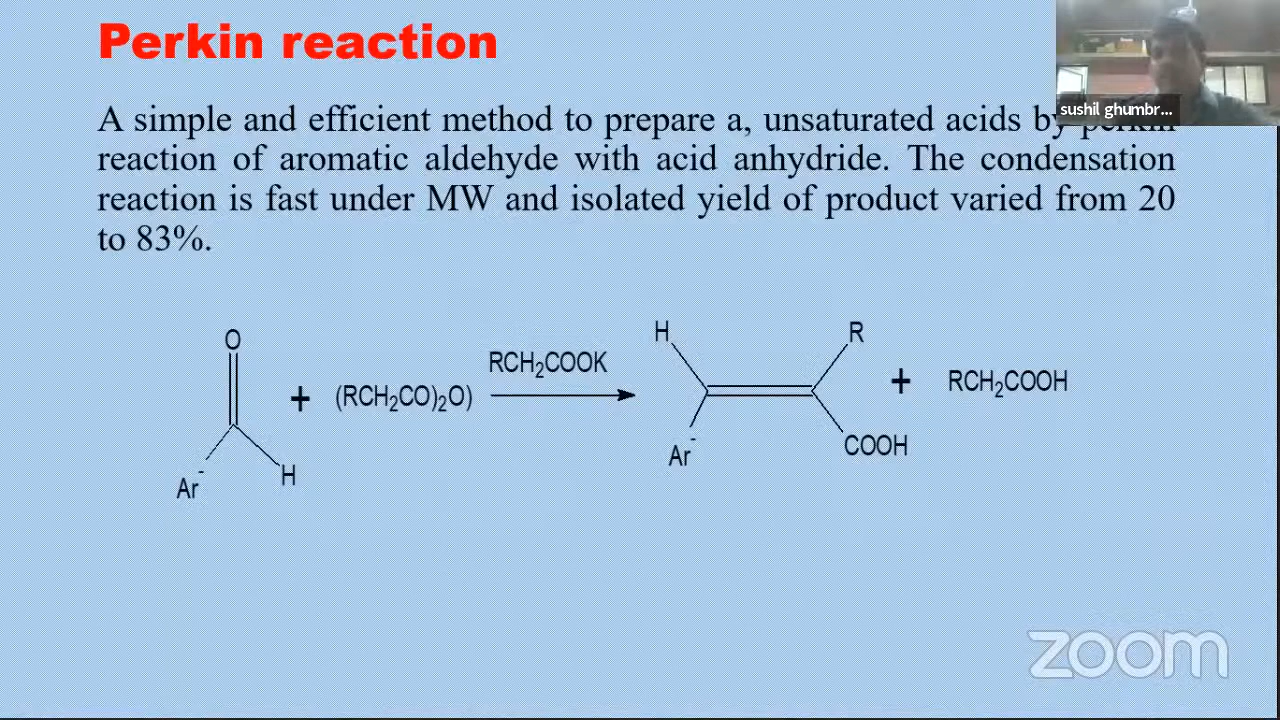 Perkin reaction
sushil ghumbr...
A simple and efficient method to prepare a, unsaturated acids by perkin
reaction of aromatic aldehyde with acid anhydride. The condensation
reaction is fast under MW and isolated yield of product varied from 20
to 83%.
O
Ar-
H
+
(RCH₂CO)₂O)
RCH₂COOK
H
R
Ar-
COOH
+
RCH₂COOH
zoom